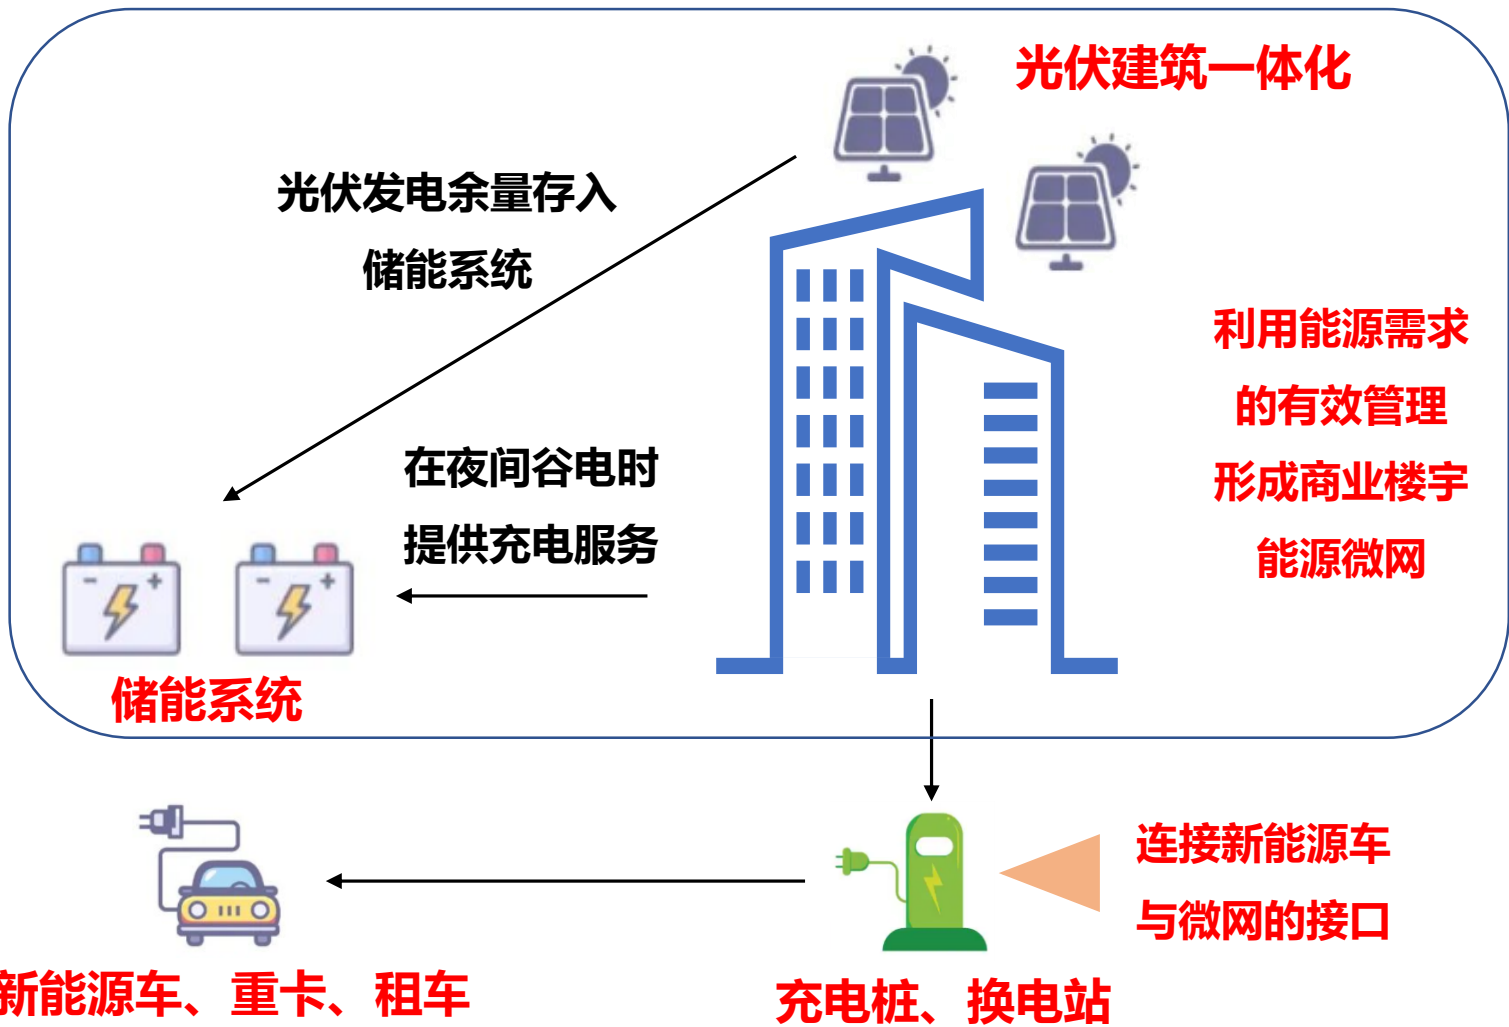 光伏建筑一体化
光伏发电余量存入
储能系统
利用能源需求
的有效管理
形成商业楼宇
能源微网
在夜间谷电时
提供充电服务
储能系统
连接新能源车
与微网的接口
新能源车、重卡、租车
充电桩、换电站